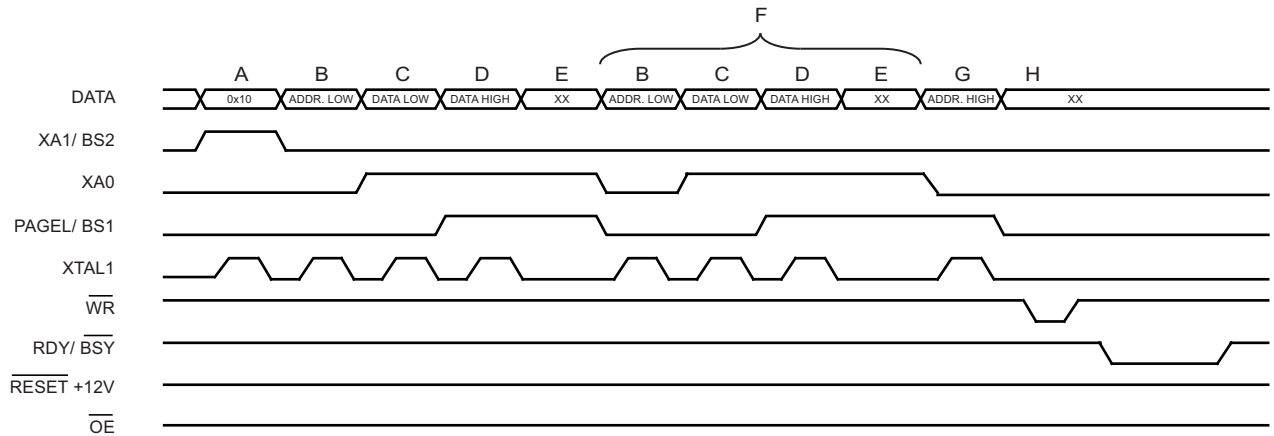 F
A B C D E B C D E G H
DATA 0x10 ADDR. LOW DATA LOW DATA HIGH XX ADDR. LOW DATA LOW DATA HIGH XX ADDR. HIGH XX
XA1/ BS2
XA0
PAGEL/ BS1
XTAL1
WR
RDY/ BSY
RESET +12V
OE